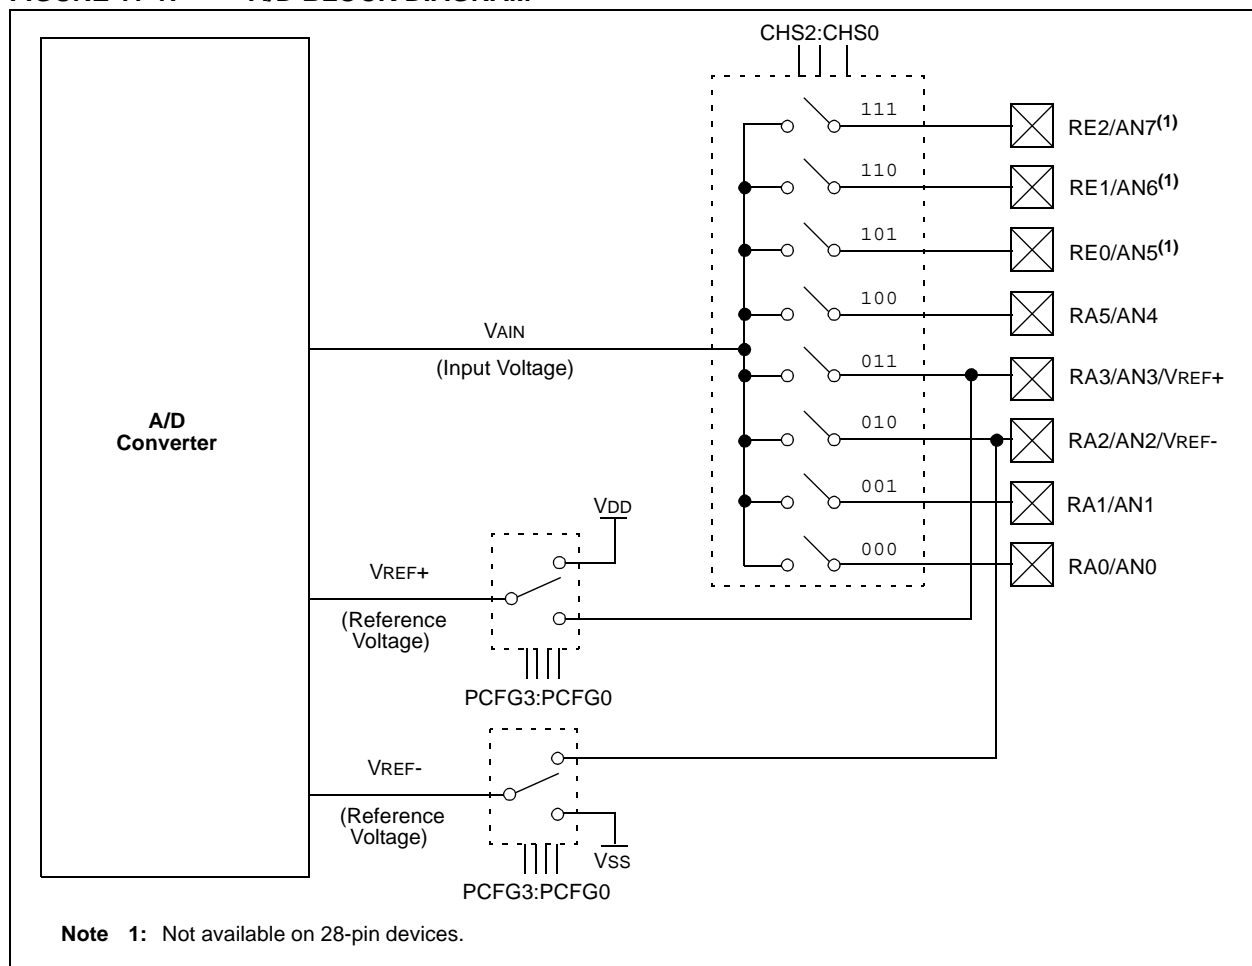 CHS2:CHS0
111
RE2/AN7(1)
110
RE1/AN6(1)
101
RE0/AN5(1)
100
RA5/AN4
VAIN
(Input Voltage)
011
RA3/AN3/VREF+
A/D
Converter
010
RA2/AN2/VREF-
001
RA1/AN1
VDD
000
RA0/AN0
VREF+
(Reference
Voltage)
PCFG3:PCFG0
VREF-
(Reference
Voltage)
VSS
PCFG3:PCFG0
Note 1: Not available on 28-pin devices.